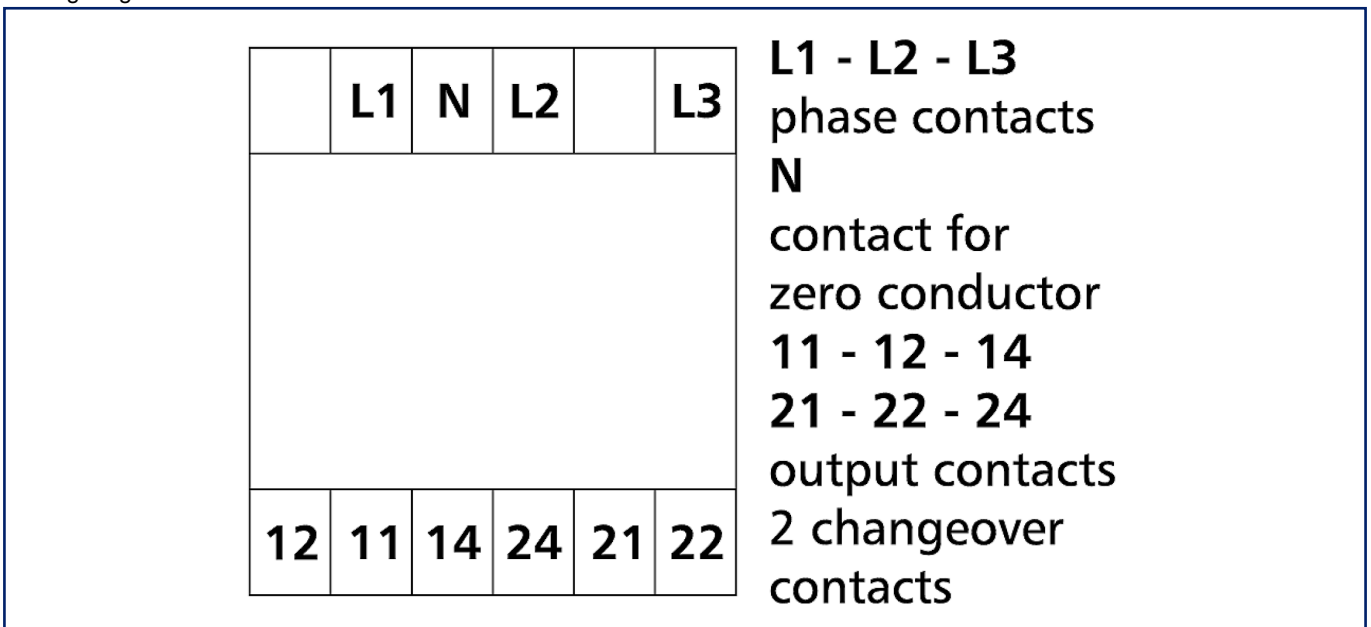 L1 N L2 L3
12 11 14 24 21 22
L1 - L2 - L3
phase contacts
N
contact for
zero conductor
11 - 12 - 14
21 - 22 - 24
output contacts
2 changeover
contacts